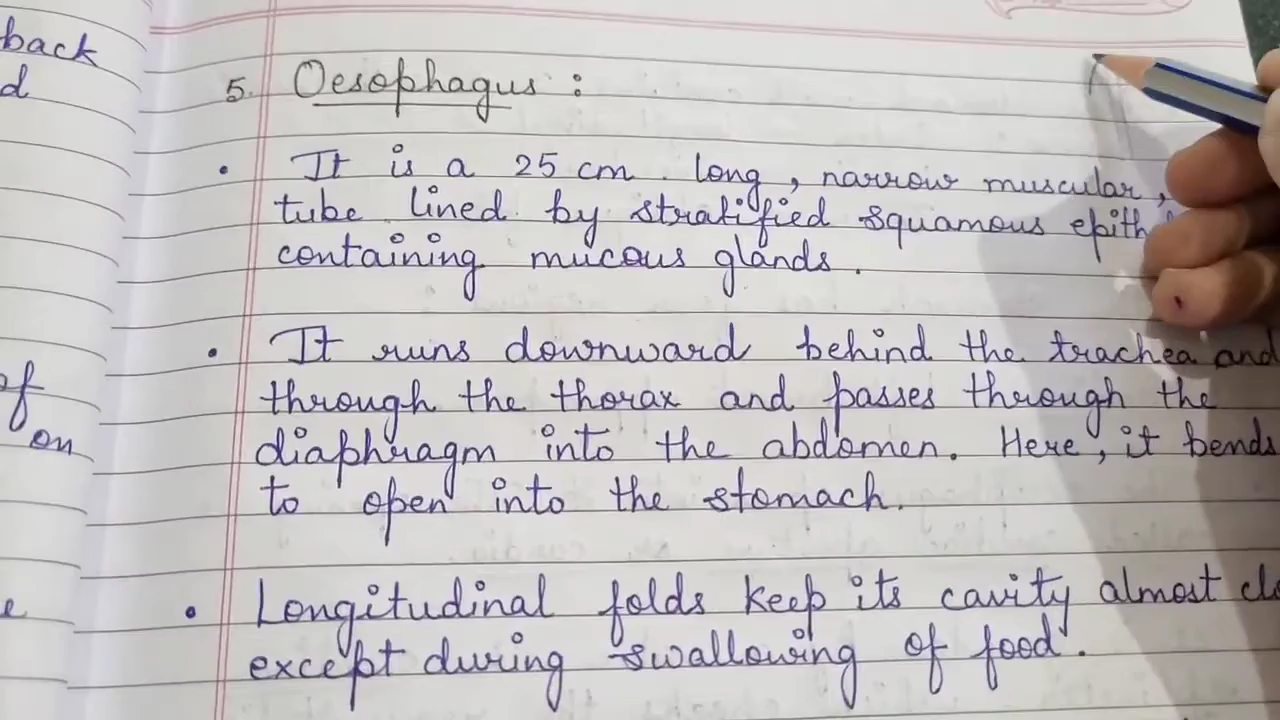 back
d
of
on
e
5. Oesophagus :
• It is a 25 cm. long, narrow muscular,
tube lined by stratified squamous epith
containing mucous glands.
• It runs downward behind the trachea and
through the thorax and passes through the
diaphragm into the abdomen. Here, it bends
to open into the stomach.
• Longitudinal folds keep its cavity almost clo
except during swallowing of food.